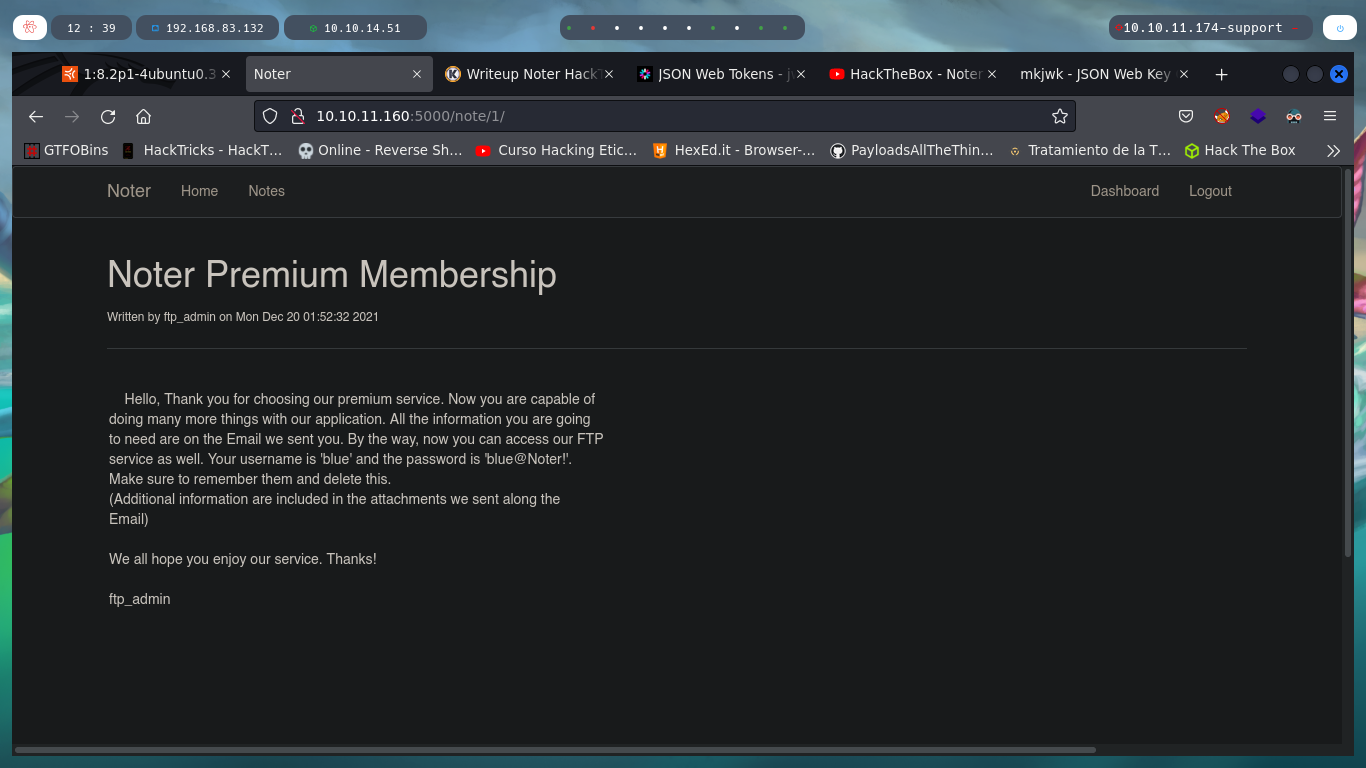 12 : 39
192.168.83.132
10.10.14.51
10.10.11.174-support
1:8.2p1-4ubuntu0.3
Noter
Writeup Noter HackT
JSON Web Tokens - jw
HackTheBox - Noter
mkjwk - JSON Web Key
10.10.11.160:5000/note/1/
GTFOBins
HackTricks - HackT…
Online - Reverse Sh…
Curso Hacking Etic…
HexEd.it - Browser-…
PayloadsAllTheThin…
Tratamiento de la T…
Hack The Box
Noter
Home
Notes
Dashboard
Logout
Noter Premium Membership
Written by ftp_admin on Mon Dec 20 01:52:32 2021
Hello, Thank you for choosing our premium service. Now you are capable of
doing many more things with our application. All the information you are going
to need are on the Email we sent you. By the way, now you can access our FTP
service as well. Your username is 'blue' and the password is 'blue@Noter!'.
Make sure to remember them and delete this.
(Additional information are included in the attachments we sent along the
Email)
We all hope you enjoy our service. Thanks!
ftp_admin